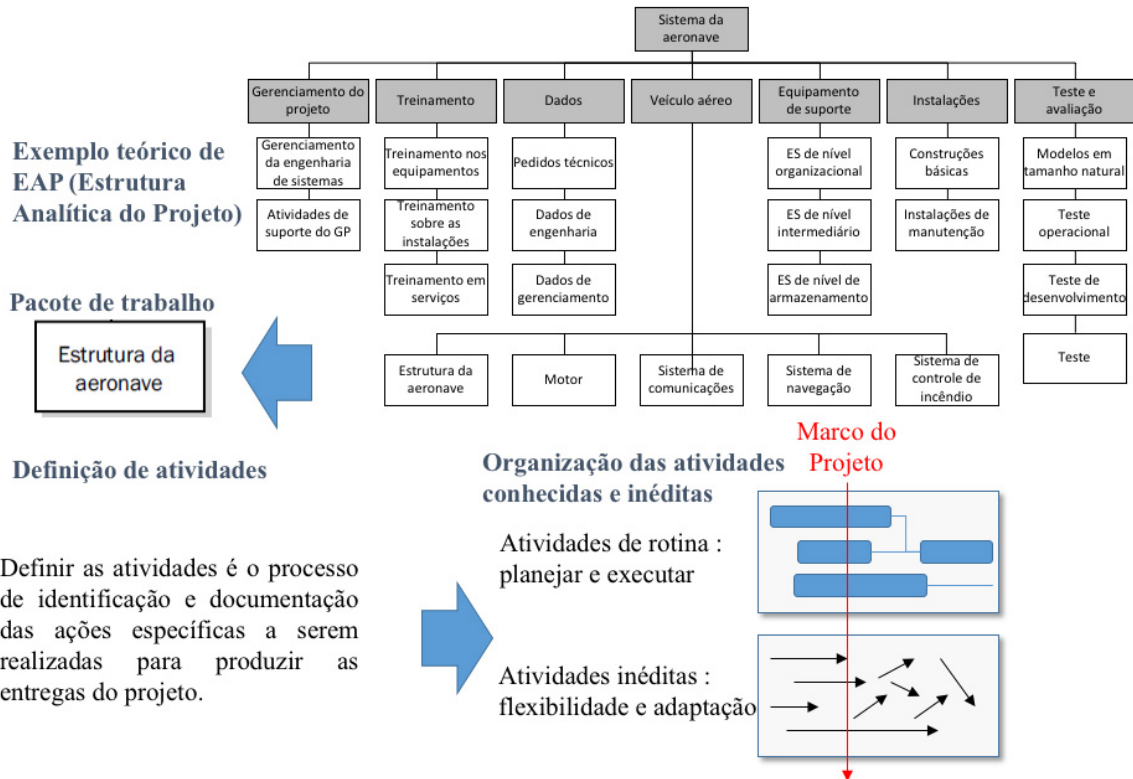 Sistema da
aeronave
Gerenciamento do
projeto
Treinamento
Dados
Veículo aéreo
Equipamento
de suporte
Instalações
Teste e
avaliação
Exemplo teórico de
EAP (Estrutura
Analítica do Projeto)
Gerenciamento
da engenharia
de sistemas
Atividades de
suporte do GP
Treinamento nos
equipamentos
Treinamento
sobre as
instalações
Treinamento em
serviços
Pedidos técnicos
Dados de
engenharia
Dados de
gerenciamento
ES de nível
organizacional
ES de nível
intermediário
ES de nível de
armazenamento
Construções
básicas
Instalações de
manutenção
Modelos em
tamanho natural
Teste
operacional
Teste de
desenvolvimento
Teste
Estrutura da
aeronave
Motor
Sistema de
comunicações
Sistema de
navegação
Sistema de
controle de
incêndio
Pacote de trabalho
Estrutura da
aeronave
Definição de atividades
Definir as atividades é o processo
de identificação e documentação
das ações específicas a serem
realizadas para produzir as
entregas do projeto.
Organização das atividades
conhecidas e inéditas
Marco do
Projeto
Atividades de rotina :
planejar e executar
Atividades inéditas :
flexibilidade e adaptação